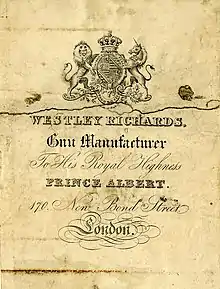 WESTLEY RICHARDS.
Gun Manufacturer
To His Royal Highness
PRINCE ALBERT.
170. New Bond Street
London.